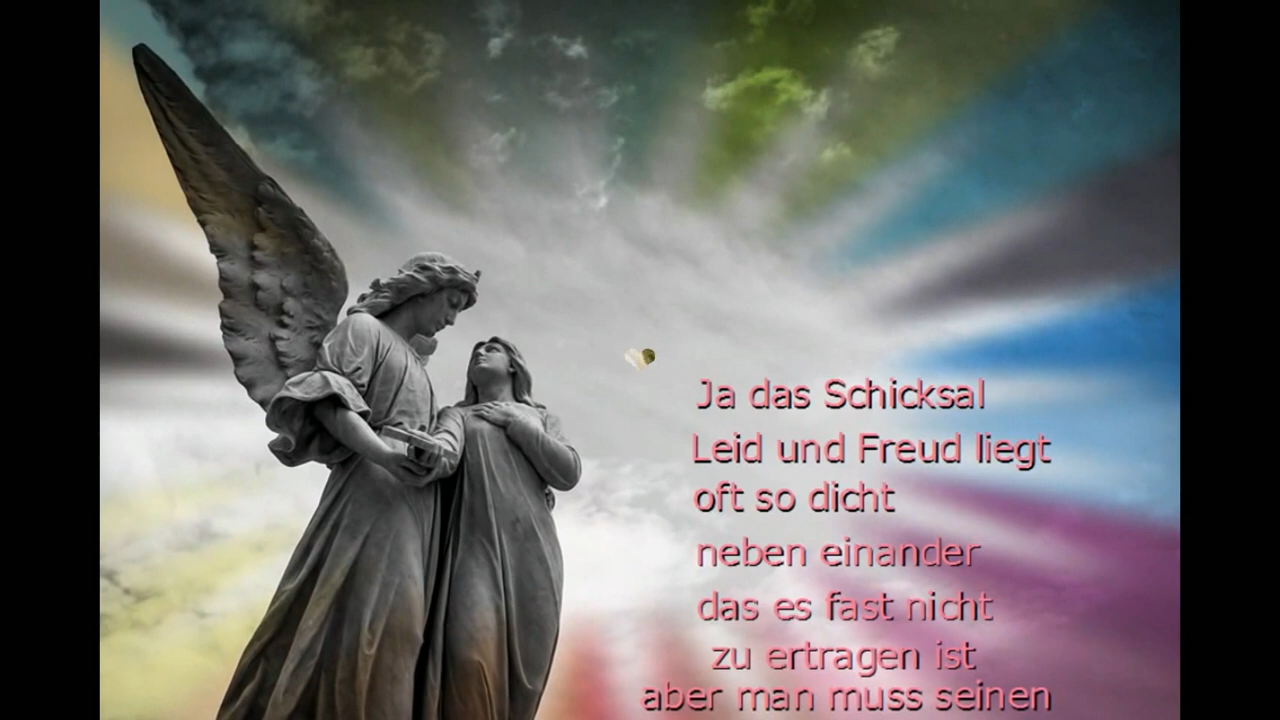 Ja das Schicksal
Leid und Freud liegt
oft so dicht
neben einander
das es fast nicht
zu ertragen ist
aber man muss seinen